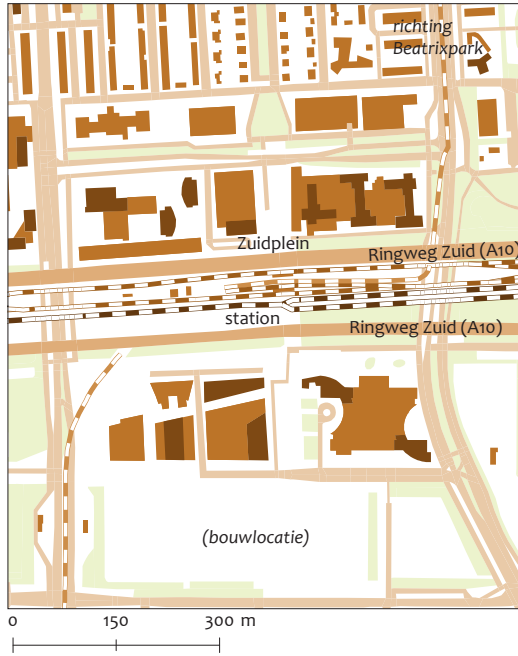 richting
Beatrixpark
Zuidplein
Ringweg Zuid (A10)
station
Ringweg Zuid (A10)
(bouwlocatie)
0 150 300 m